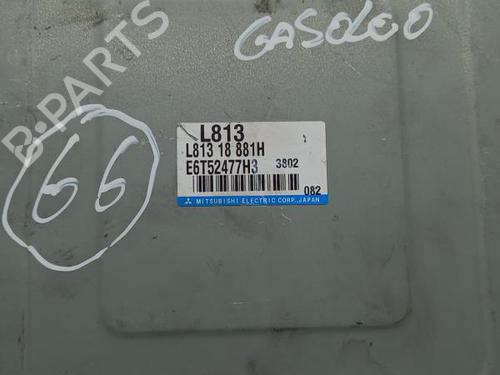 GASOLEO
B-PARTS
66
L813
L813 18 881H
E6T52477H3 3802
082
MITSUBISHI ELECTRIC CORP.,JAPAN